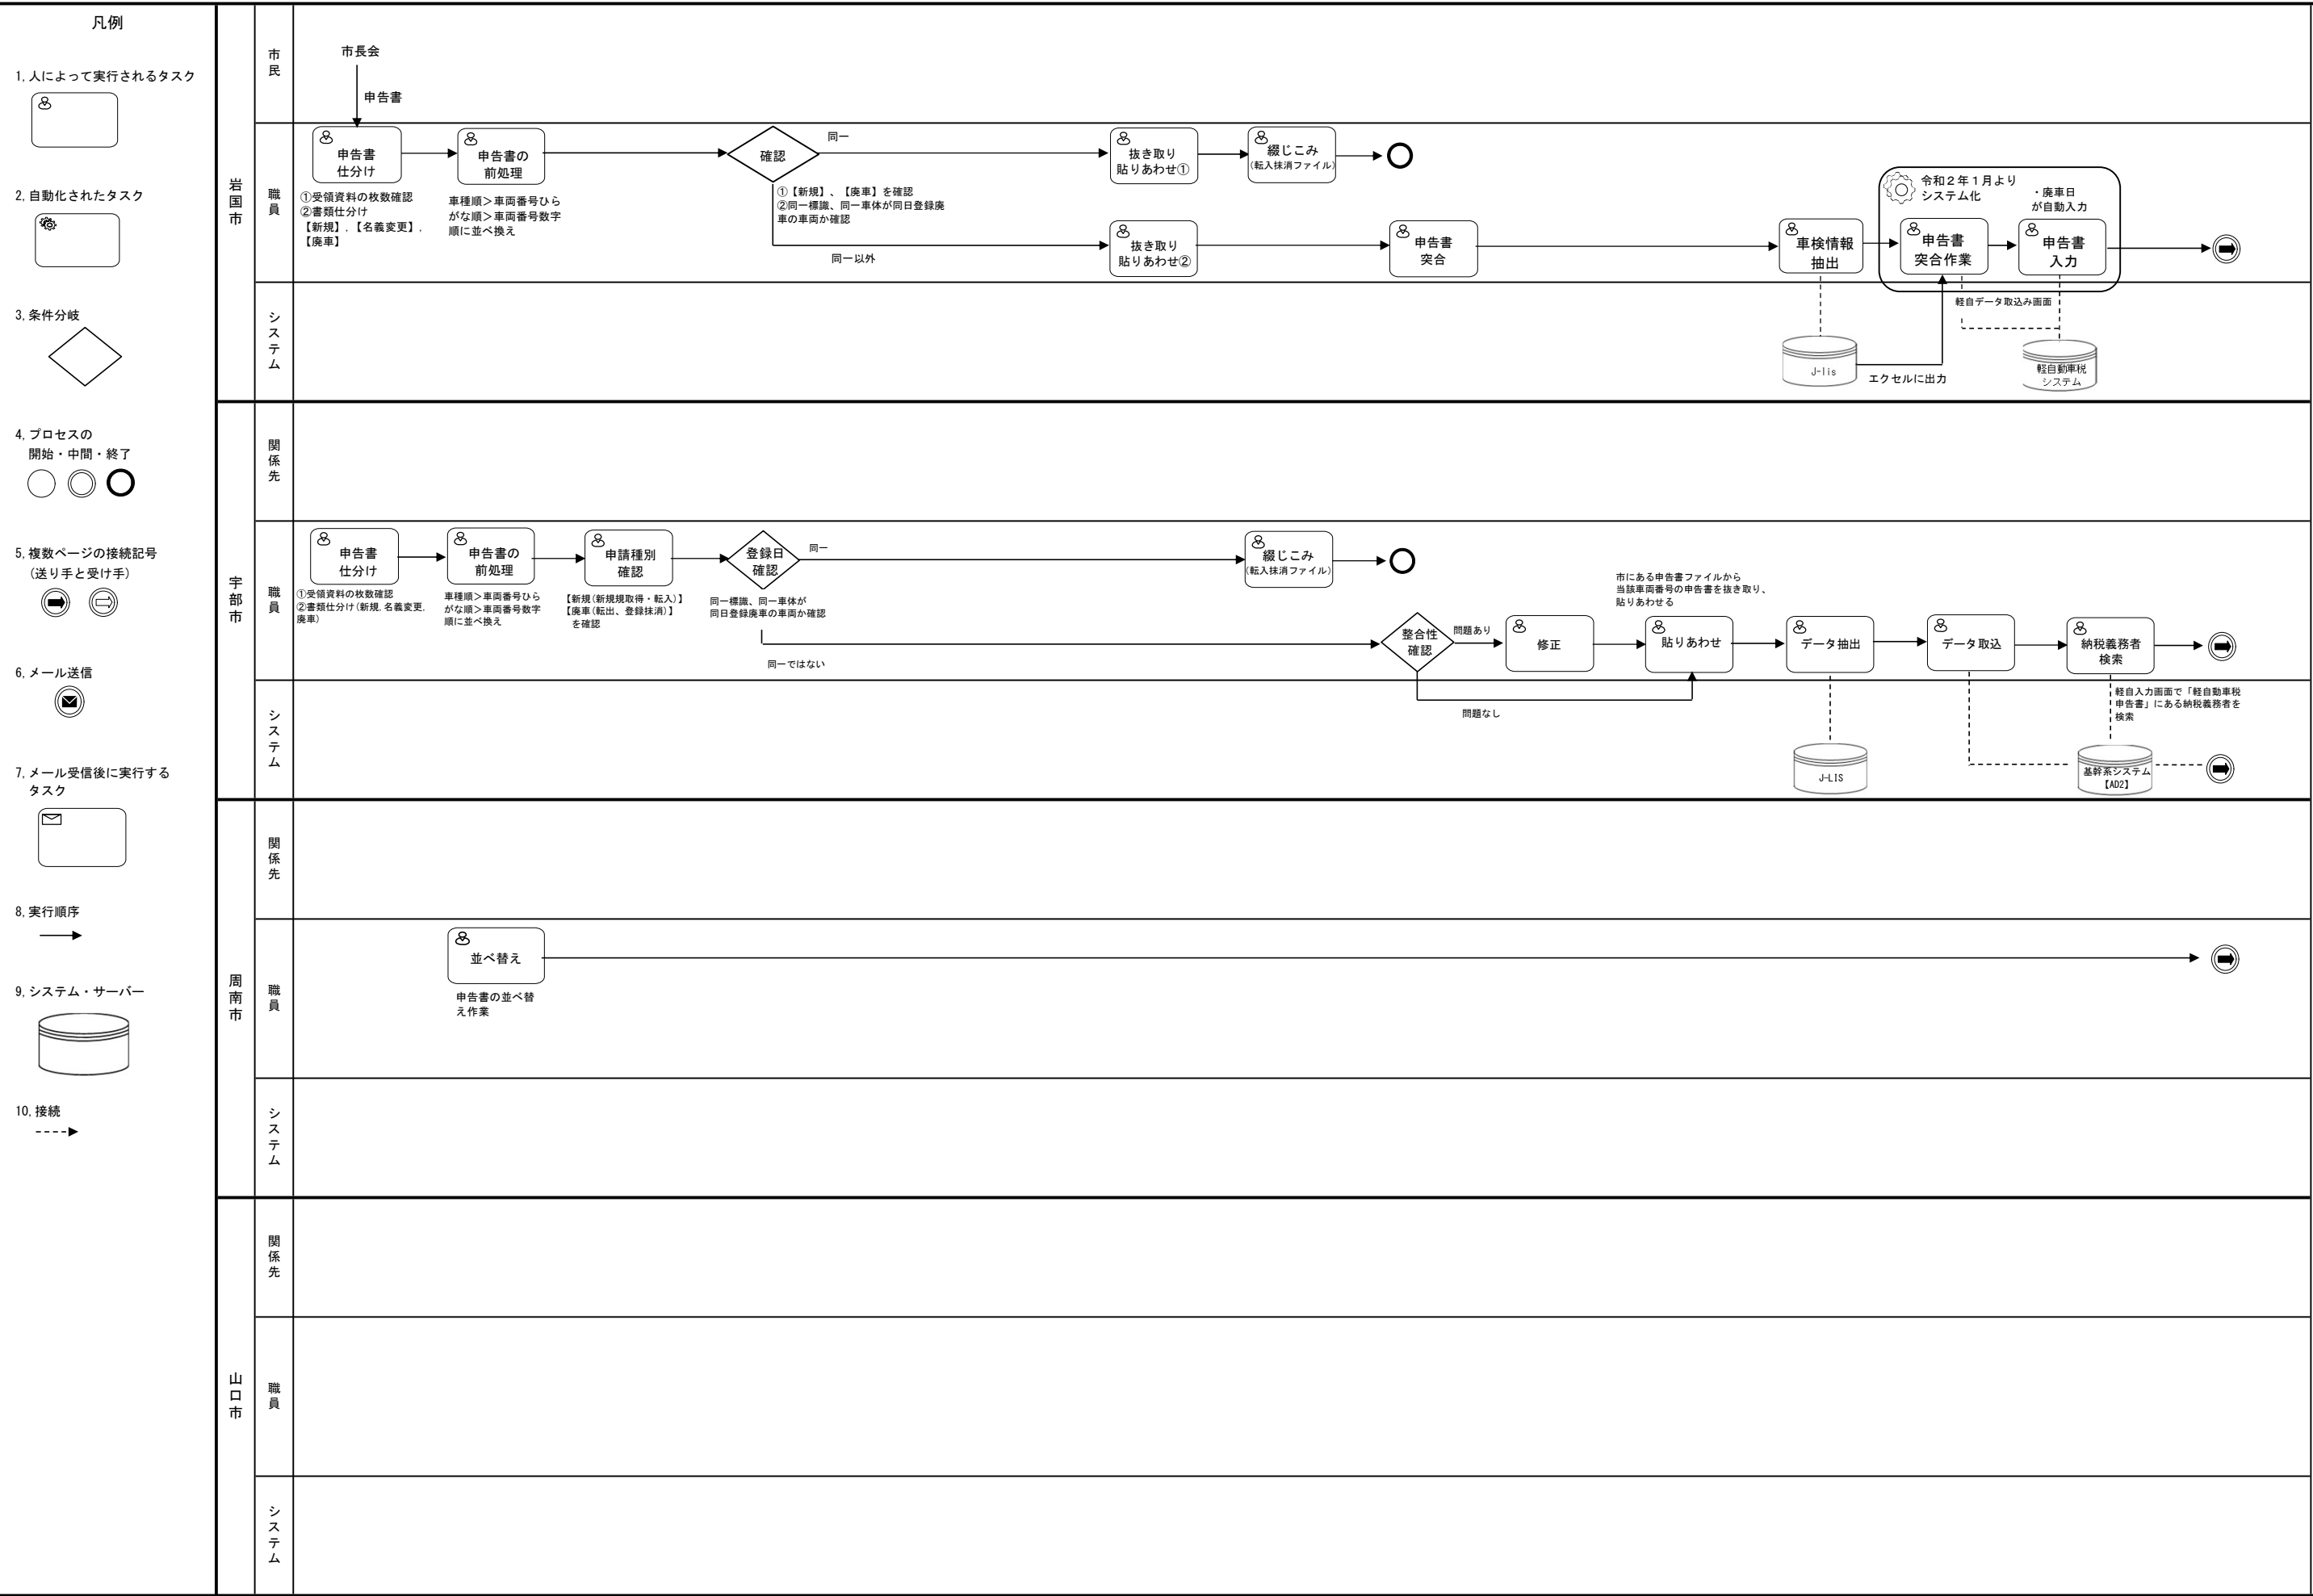 凡例
1.人によって実行されるタスク
2.自動化されたタスク
3.条件分岐
4.プロセスの
開始・中間・終了
5.複数ページの接続記号
(送り手と受け手)
6.メール送信
7.メール受信後に実行する
タスク
8.実行順序
9.システム・サーバー
10.接続
岩国市
市民
市長会
申告書
職員
申告書
仕分け
①受領資料の枚数確認
②書類仕分け
【新規】.【名義変更】.
【廃車】
申告書の
前処理
車種順＞車両番号ひら
がな順＞車両番号数字
順に並べ換え
確認
同一
①【新規】、【廃車】を確認
②同一標識、同一車体が同日登録廃
車の車両か確認
同一以外
抜き取り
貼りあわせ①
綴じこみ
(転入抹消ファイル)
抜き取り
貼りあわせ②
申告書
突合
車検情報
抽出
令和２年１月より
システム化
・廃車日
が自動入力
申告書
突合作業
申告書
入力
システム
軽自データ取込み画面
J-lis
エクセルに出力
軽自動車税
システム
宇部市
関係先
職員
申告書
仕分け
①受領資料の枚数確認
②書類仕分け(新規.名義変更.
廃車)
申告書の
前処理
車種順＞車両番号ひら
がな順＞車両番号数字
順に並べ換え
申請種別
確認
【新規(新規規取得・転入)】
【廃車(転出、登録抹消)】
を確認
登録日
確認
同一
同一標識、同一車体が
同日登録廃車の車両か確認
同一ではない
綴じこみ
(転入抹消ファイル)
整合性
確認
問題あり
問題なし
修正
市にある申告書ファイルから
当該車両番号の申告書を抜き取り、
貼りあわせる
貼りあわせ
データ抽出
データ取込
納税義務者
検索
システム
軽自入力画面で「軽自動車税
申告書」にある納税義務者を
検索
J-LIS
基幹系システム
【AD2】
周南市
関係先
職員
並べ替え
申告書の並べ替
え作業
システム
山口市
関係先
職員
システム